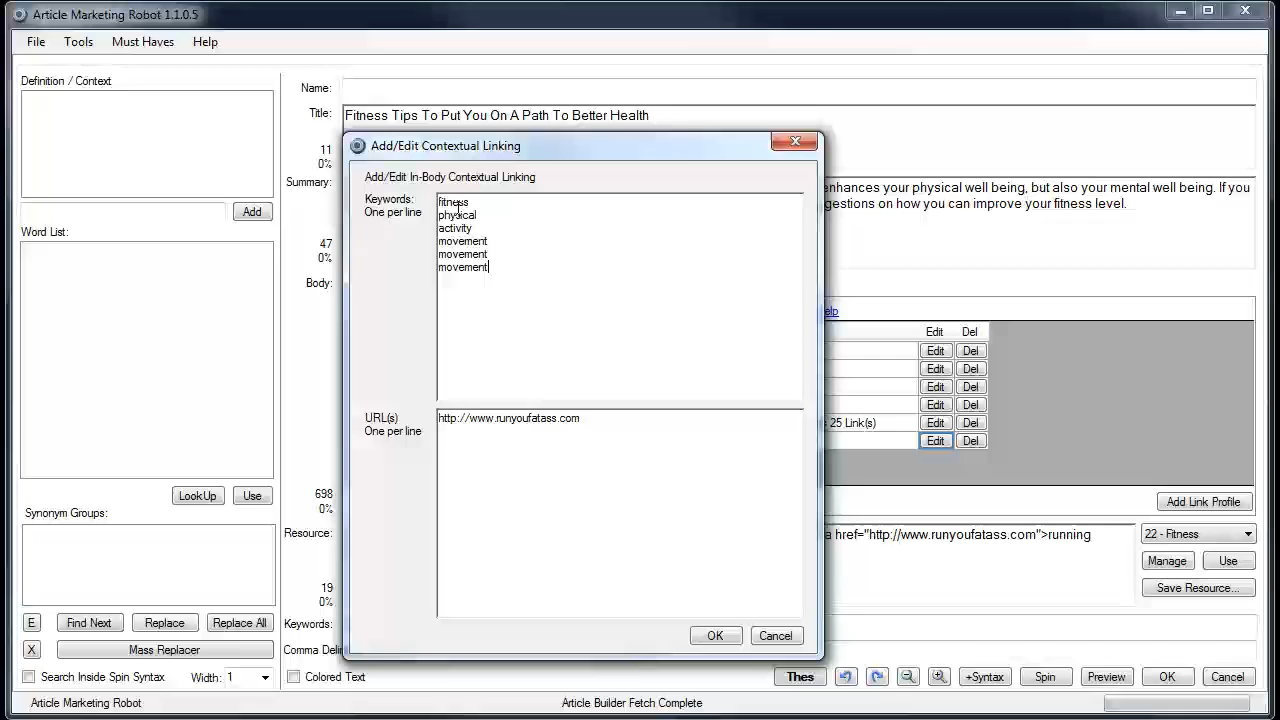 Article Marketing Robot 1.1.0.5
File Tools Must Haves Help
Definition / Context
Add
Word List:
LookUp Use
Synonym Groups:
E Find Next Replace Replace All
X Mass Replacer
Search Inside Spin Syntax Width: 1
Name:
Title: Fitness Tips To Put You On A Path To Better Health
11
0%
Summary: enhances your physical well being, but also your mental well being. If you
gestions on how you can improve your fitness level.
47
0%
Body:
elp
Edit Del
Edit Del
Edit Del
Edit Del
Edit Del
25 Link(s) Edit Del
Edit Del
698
0%
Add Link Profile
Resource: a href="http://www.runyoufatass.com">running
22 - Fitness
Manage Use
Save Resource...
19
0%
Keywords:
Comma Deli
Colored Text
Thes +Syntax Spin Preview OK Cancel
Add/Edit Contextual Linking
Add/Edit In-Body Contextual Linking
Keywords:
One per line
fitness
physical
activity
movement
movement
movement
URL(s)
One per line
http://www.runyoufatass.com
OK Cancel
Article Marketing Robot Article Builder Fetch Complete